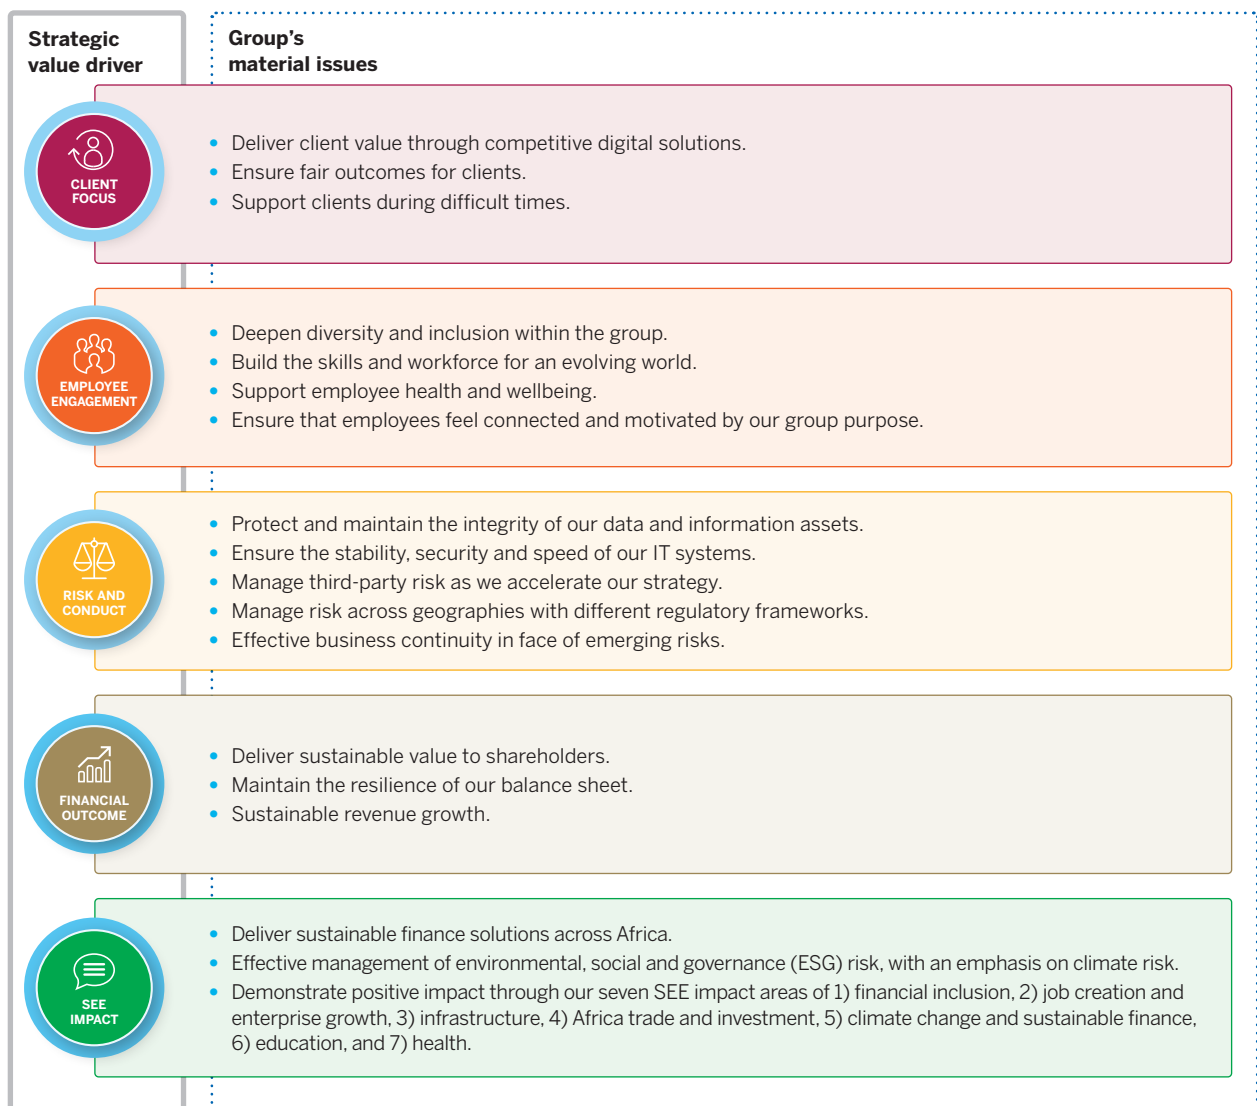 Strategic
value driver
Group's
material issues
CLIENT
FOCUS
• Deliver client value through competitive digital solutions.
• Ensure fair outcomes for clients.
• Support clients during difficult times.
EMPLOYEE
ENGAGEMENT
• Deepen diversity and inclusion within the group.
• Build the skills and workforce for an evolving world.
• Support employee health and wellbeing.
• Ensure that employees feel connected and motivated by our group purpose.
RISK AND
CONDUCT
• Protect and maintain the integrity of our data and information assets.
• Ensure the stability, security and speed of our IT systems.
• Manage third-party risk as we accelerate our strategy.
• Manage risk across geographies with different regulatory frameworks.
• Effective business continuity in face of emerging risks.
FINANCIAL
OUTCOME
• Deliver sustainable value to shareholders.
• Maintain the resilience of our balance sheet.
• Sustainable revenue growth.
SEE
IMPACT
• Deliver sustainable finance solutions across Africa.
• Effective management of environmental, social and governance (ESG) risk, with an emphasis on climate risk.
• Demonstrate positive impact through our seven SEE impact areas of 1) financial inclusion, 2) job creation and
enterprise growth, 3) infrastructure, 4) Africa trade and investment, 5) climate change and sustainable finance,
6) education, and 7) health.